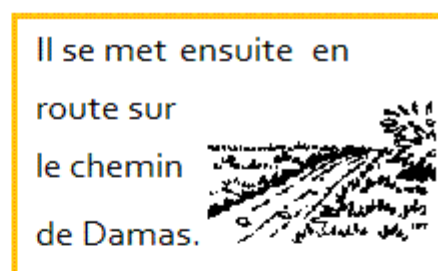 Il se met ensuite en
route sur
le chemin
de Damas.